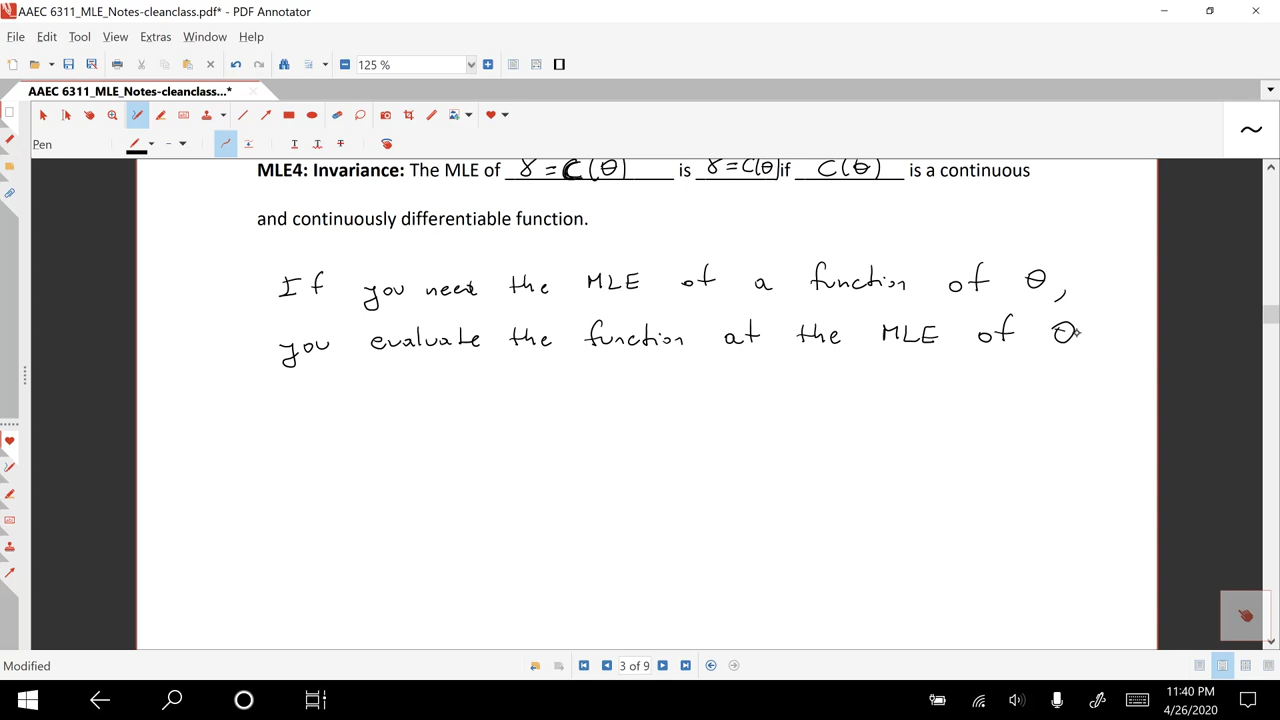 AAEC 6311_MLE_Notes-cleanclass.pdf* - PDF Annotator
File Edit Tool View Extras Window Help
125 %
AAEC 6311_MLE_Notes-cleanclass...*
Pen
MLE4: Invariance: The MLE of γ = C(θ) is γ = C(θ) if C(θ) is a continuous
and continuously differentiable function.
If you need the MLE of a function of θ,
you evaluate the function at the MLE of θ
Modified
3 of 9
11:40 PM
4/26/2020